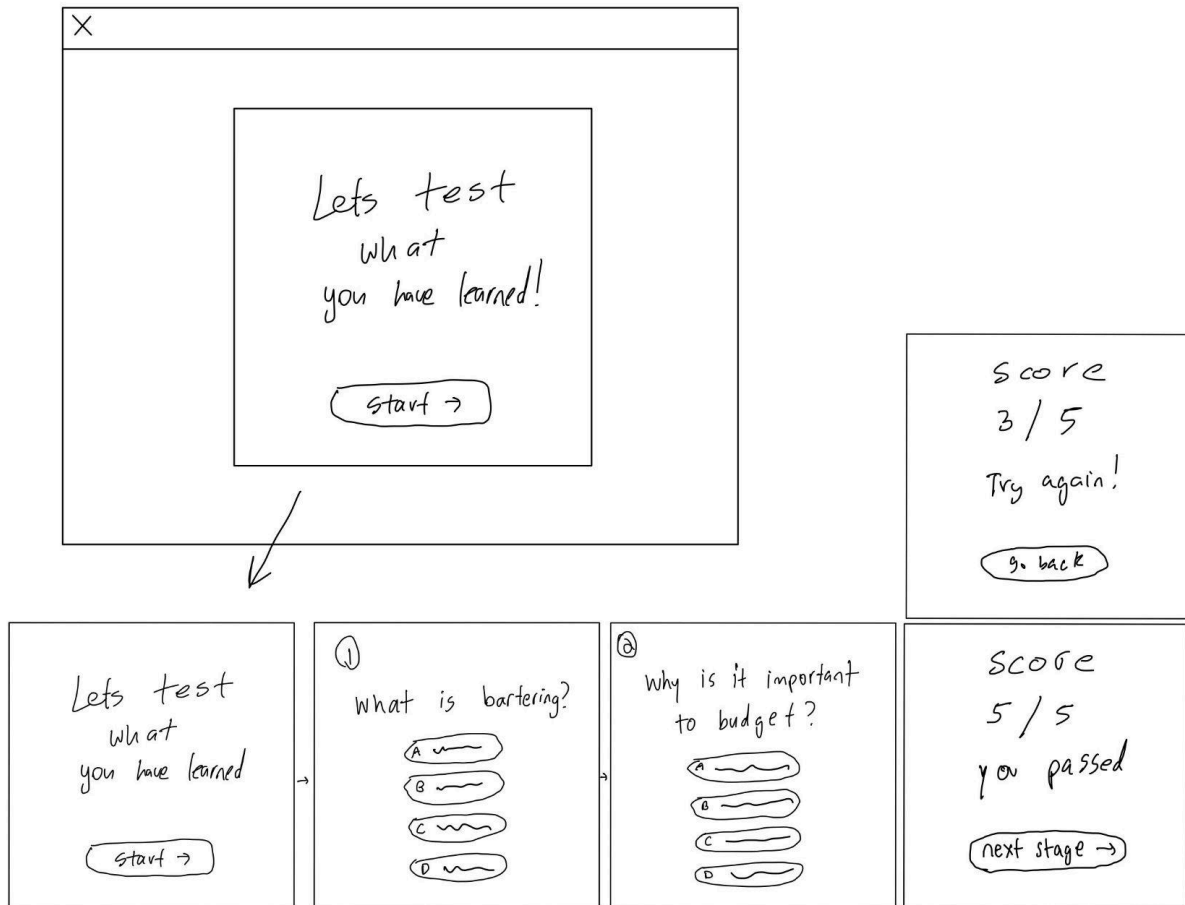 X
Lets test
what
you have learned!
start →
score
3 / 5
Try again!
go back
Lets test
what
you have learned
start →
→
1
what is bartering?
A
B
C
D
→
2
why is it important
to budget?
A
B
C
D
score
5 / 5
you passed
next stage →